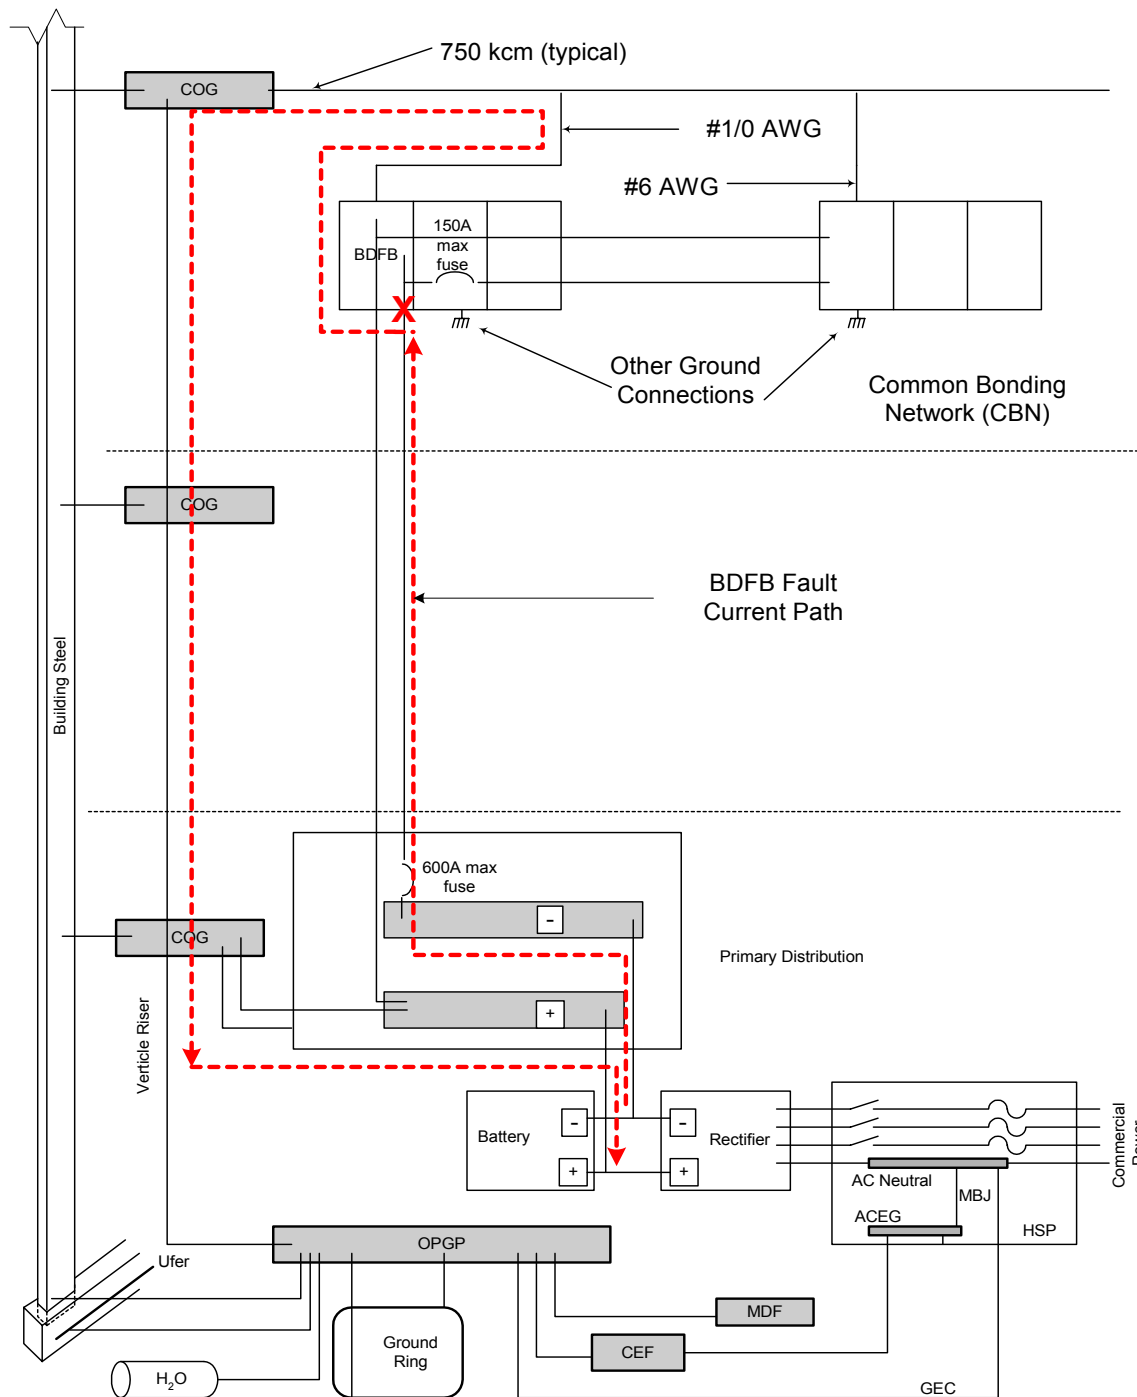 750 kcm (typical)
COG
#1/0 AWG
#6 AWG
150A
max
fuse
BDFB
X
Other Ground
Connections
Common Bonding
Network (CBN)
COG
BDFB Fault
Current Path
Building Steel
600A max
fuse
-
COG
Primary Distribution
+
Verticle Riser
Battery
-
+
Rectifier
-
+
Commercial
Power
AC Neutral
MBJ
ACEG
HSP
OPGP
Ufer
MDF
Ground
Ring
CEF
H₂O
GEC